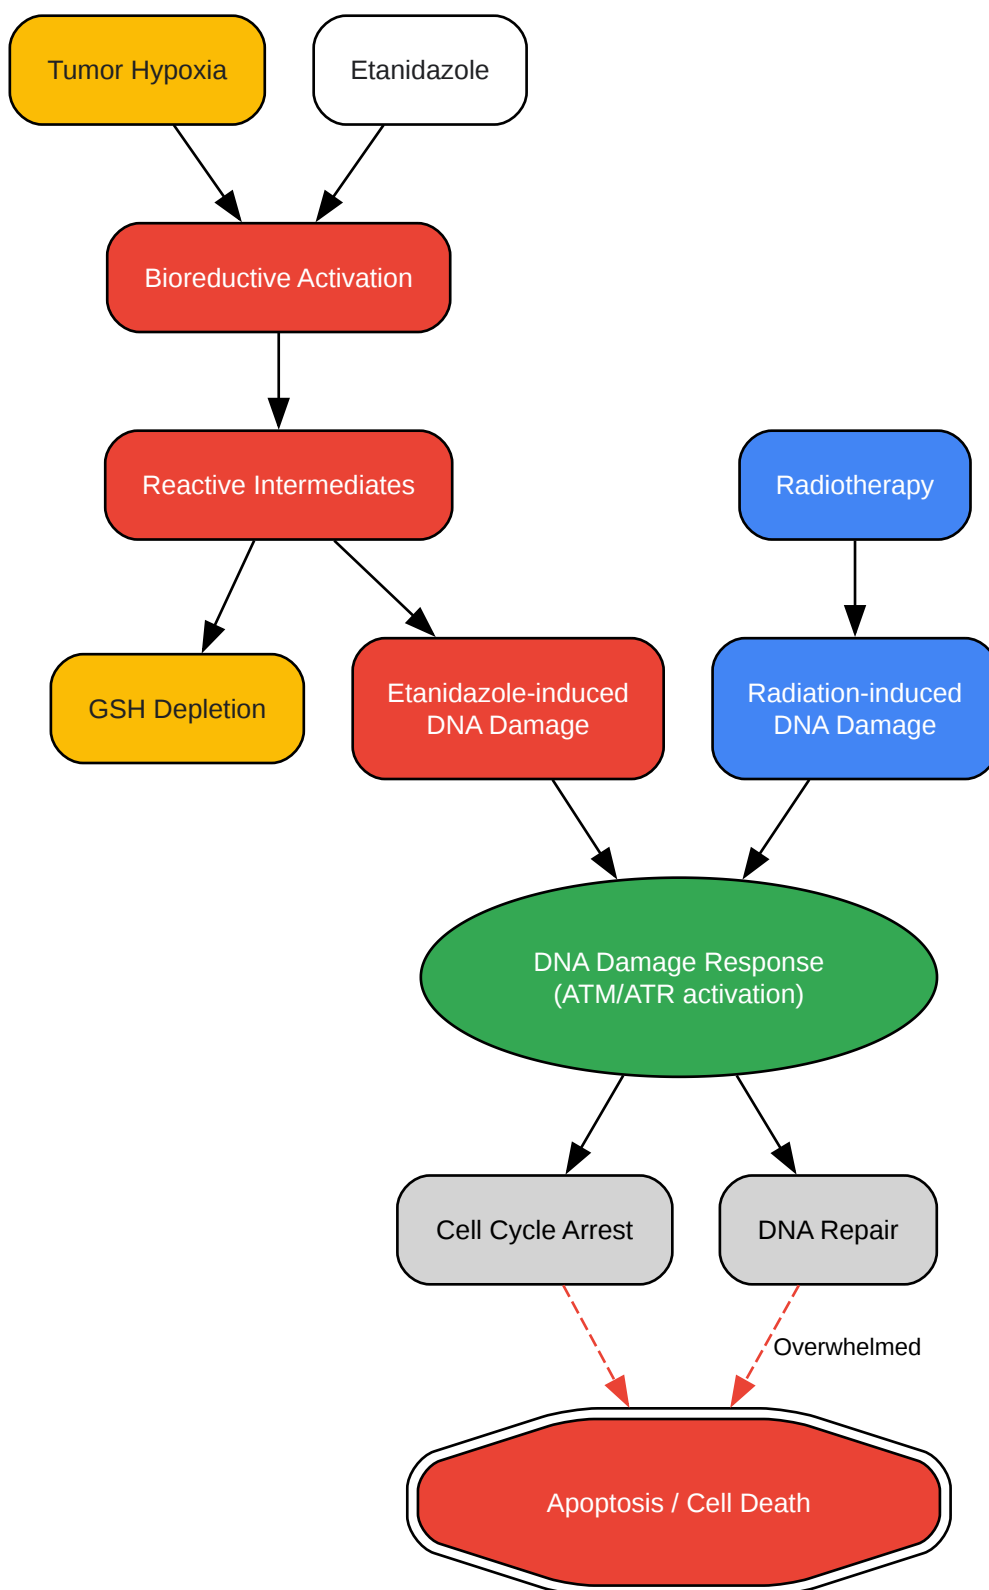 Tumor Hypoxia
Etanidazole
Bioreductive Activation
Reactive Intermediates
Radiotherapy
GSH Depletion
Etanidazole-induced
DNA Damage
Radiation-induced
DNA Damage
DNA Damage Response
(ATM/ATR activation)
Cell Cycle Arrest
DNA Repair
Overwhelmed
Apoptosis / Cell Death